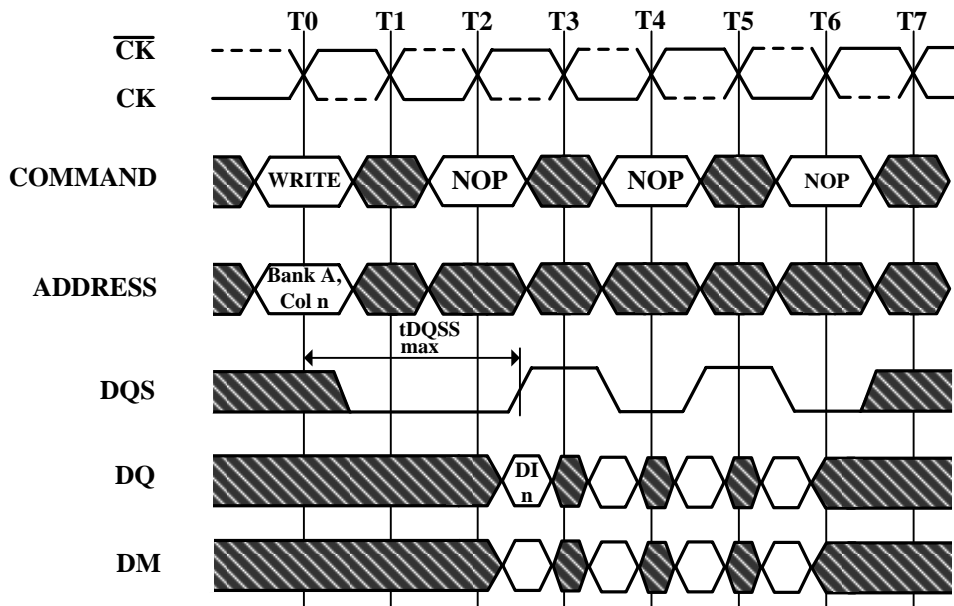 T0 T1 T2 T3 T4 T5 T6 T7
CK
CK
COMMAND WRITE NOP NOP NOP
ADDRESS Bank A,
Col n
tDQSS
max
DQS
DQ DI
n
DM